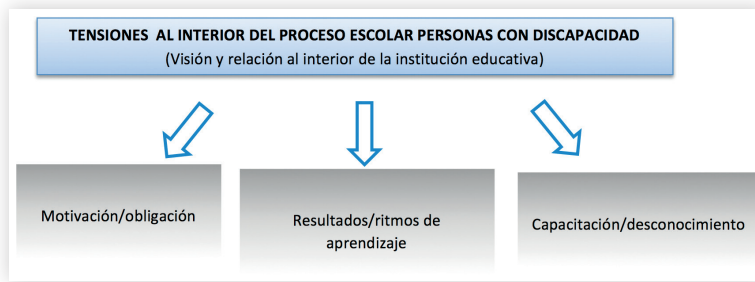 TENSIONES AL INTERIOR DEL PROCESO ESCOLAR PERSONAS CON DISCAPACIDAD
(Visión y relación al interior de la institución educativa)
Motivación/obligación
Resultados/ritmos de
aprendizaje
Capacitación/desconocimiento